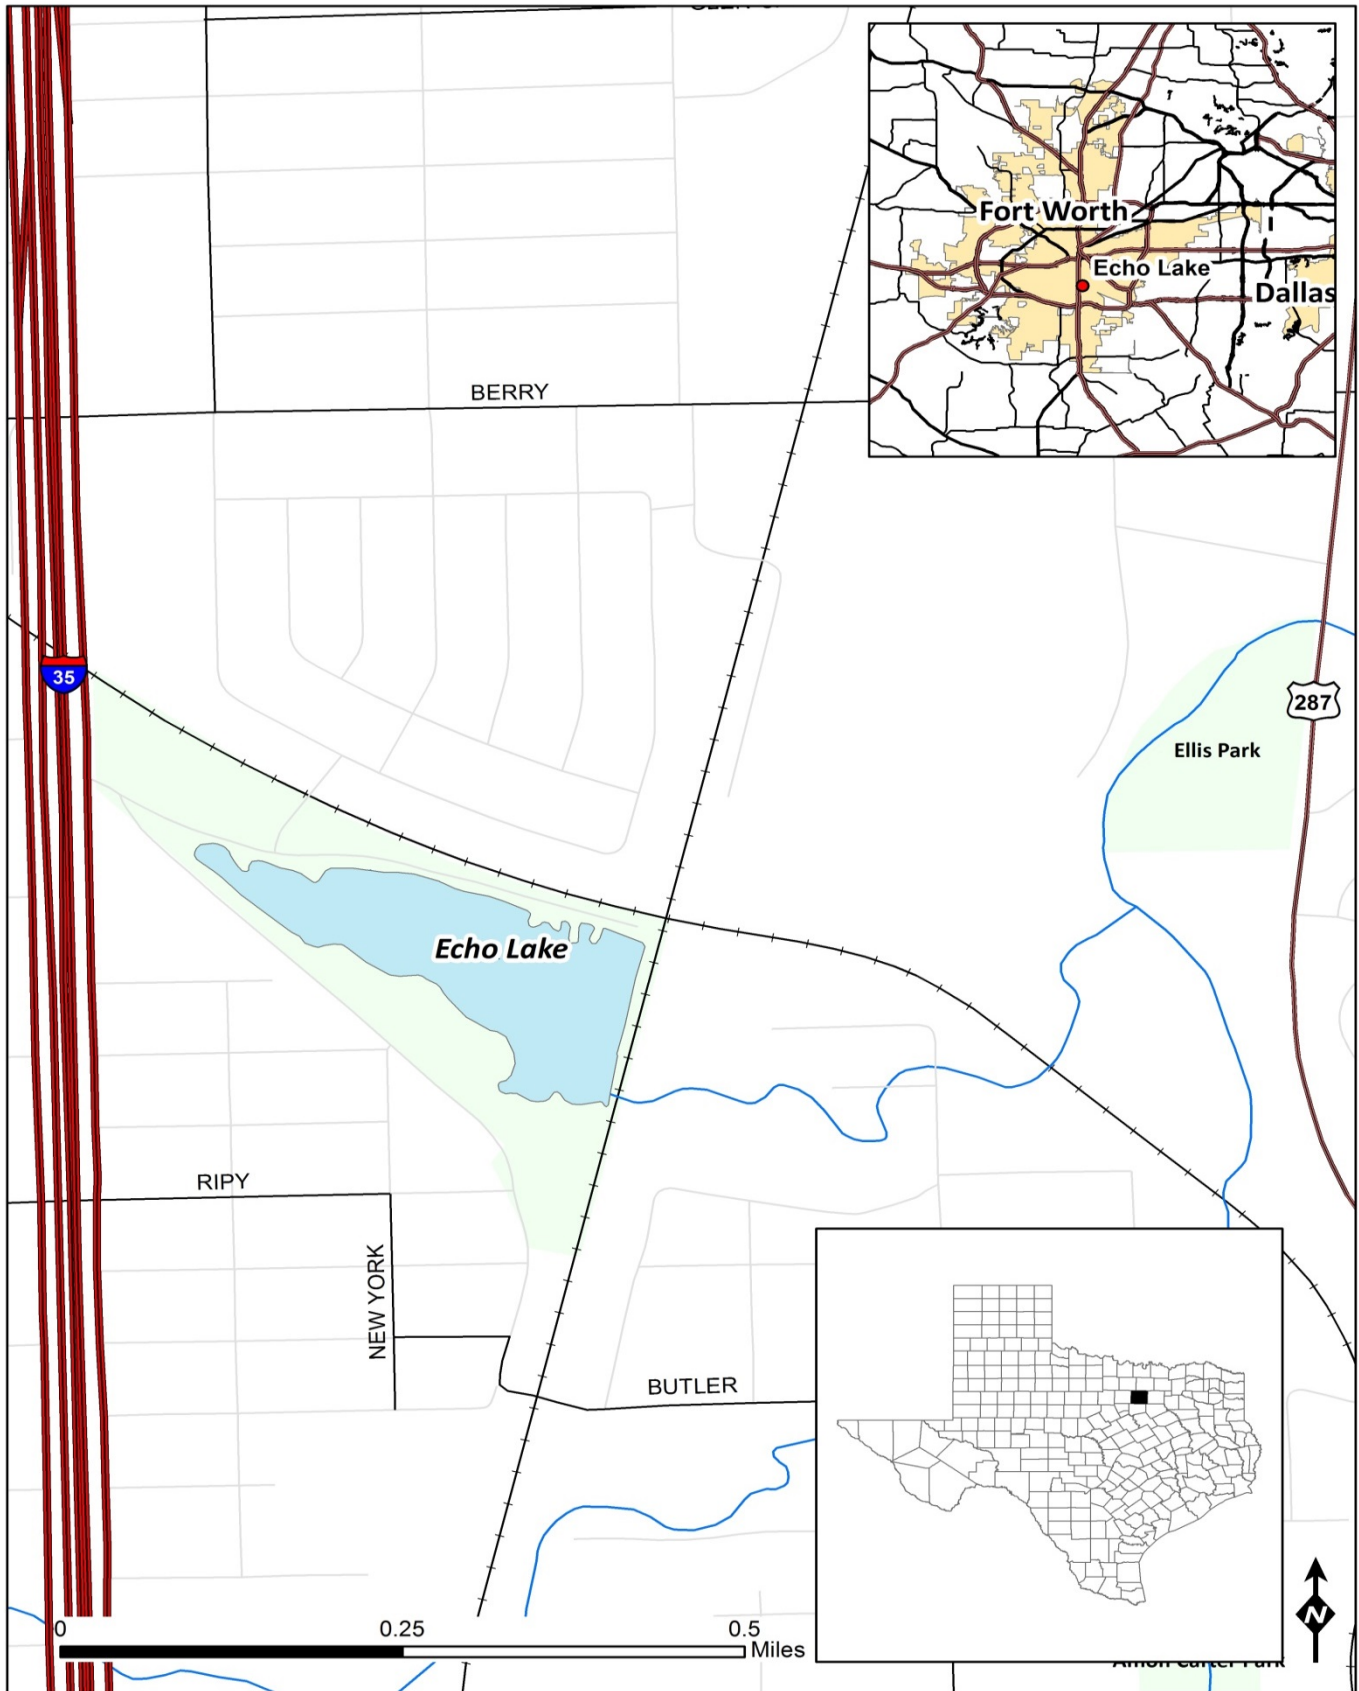 Fort Worth
Echo Lake
Dallas
BERRY
35
287
Ellis Park
Echo Lake
RIPY
NEW YORK
BUTLER
0 0.25 0.5
Miles
N